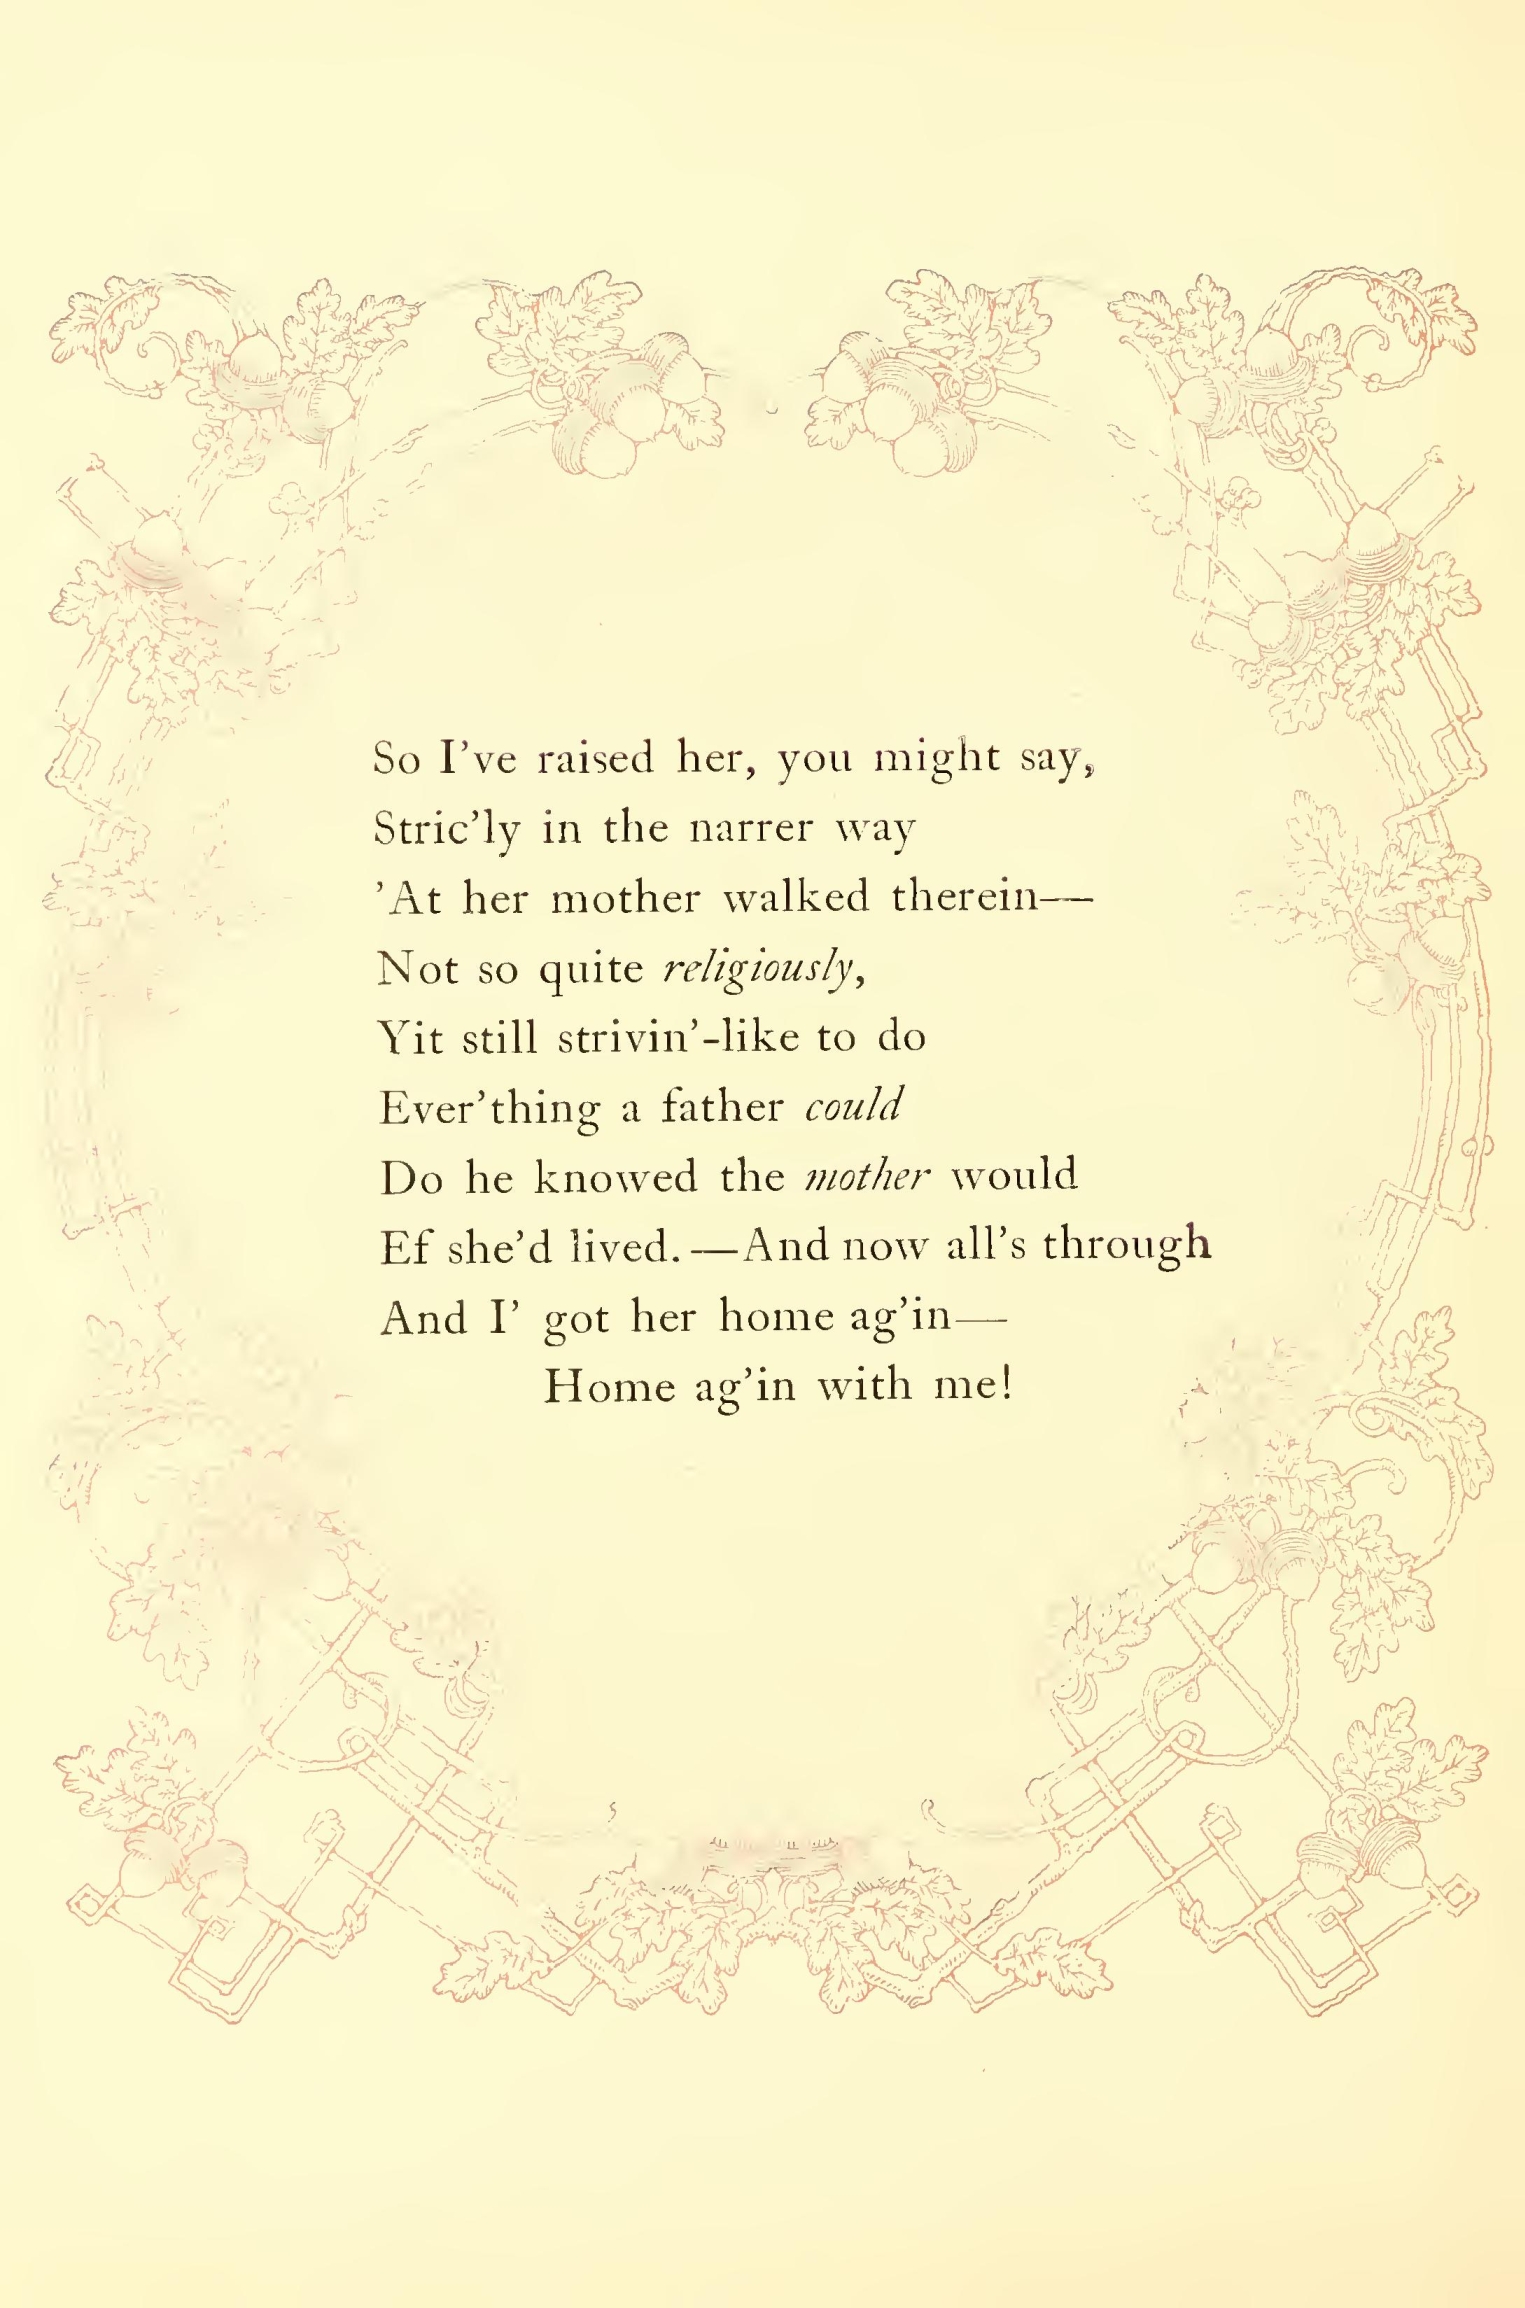 So I’ve raised her, you might say,
Stric’ly in the narrer way
’At her mother walked therein—
Not so quite religiously,
Yit still strivin’-like to do
Ever’thing a father could
Do he knowed the mother would
Ef she’d lived.—And now all’s through
And I’ got her home ag’in—
Home ag’in with me!